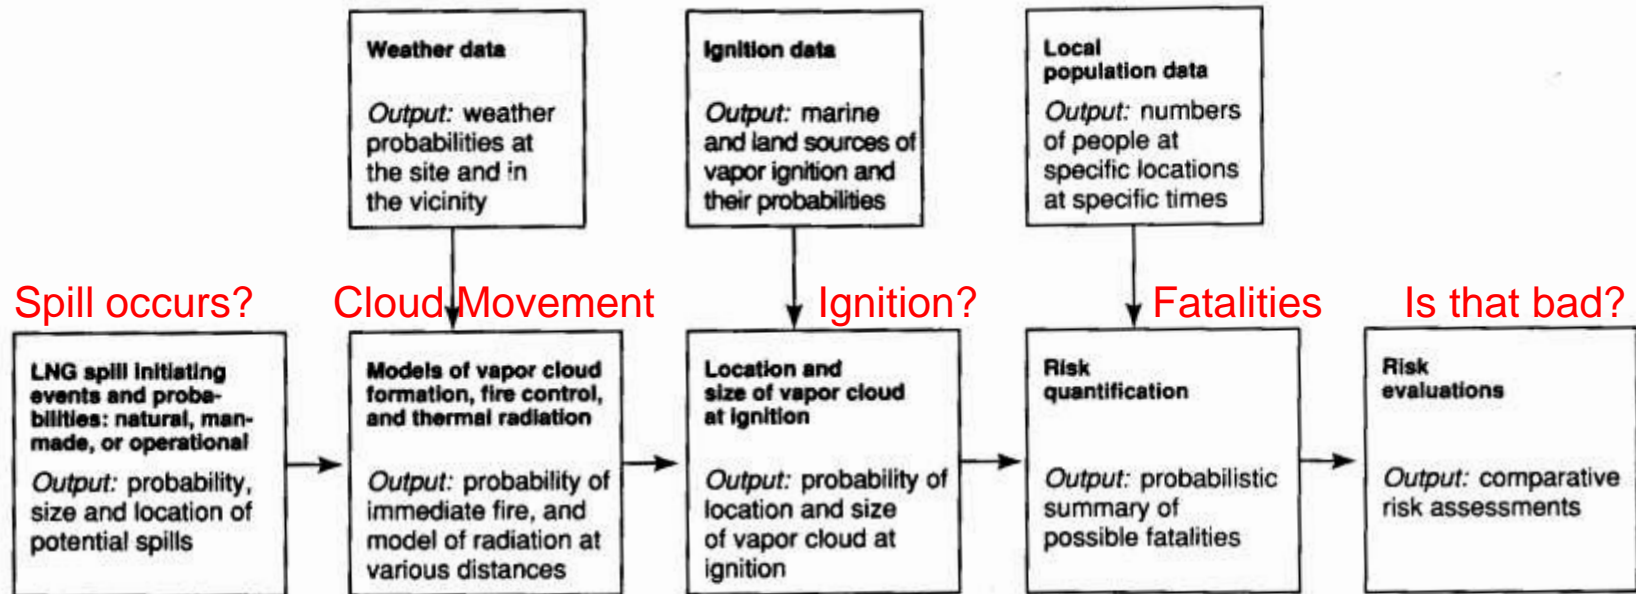 Weather data
Output: weather
probabilities at
the site and in
the vicinity
Ignition data
Output: marine
and land sources of
vapor ignition and
their probabilities
Local
population data
Output: numbers
of people at
specific locations
at specific times
Spill occurs?
Cloud Movement
Ignition?
Fatalities
Is that bad?
LNG spill initiating
events and proba-
bilities: natural, man-
made, or operational
Output: probability,
size and location of
potential spills
Models of vapor cloud
formation, fire control,
and thermal radiation
Output: probability of
immediate fire, and
model of radiation at
various distances
Location and
size of vapor cloud
at ignition
Output: probability of
location and size
of vapor cloud at
ignition
Risk
quantification
Output: probabilistic
summary of
possible fatalities
Risk
evaluations
Output: comparative
risk assessments